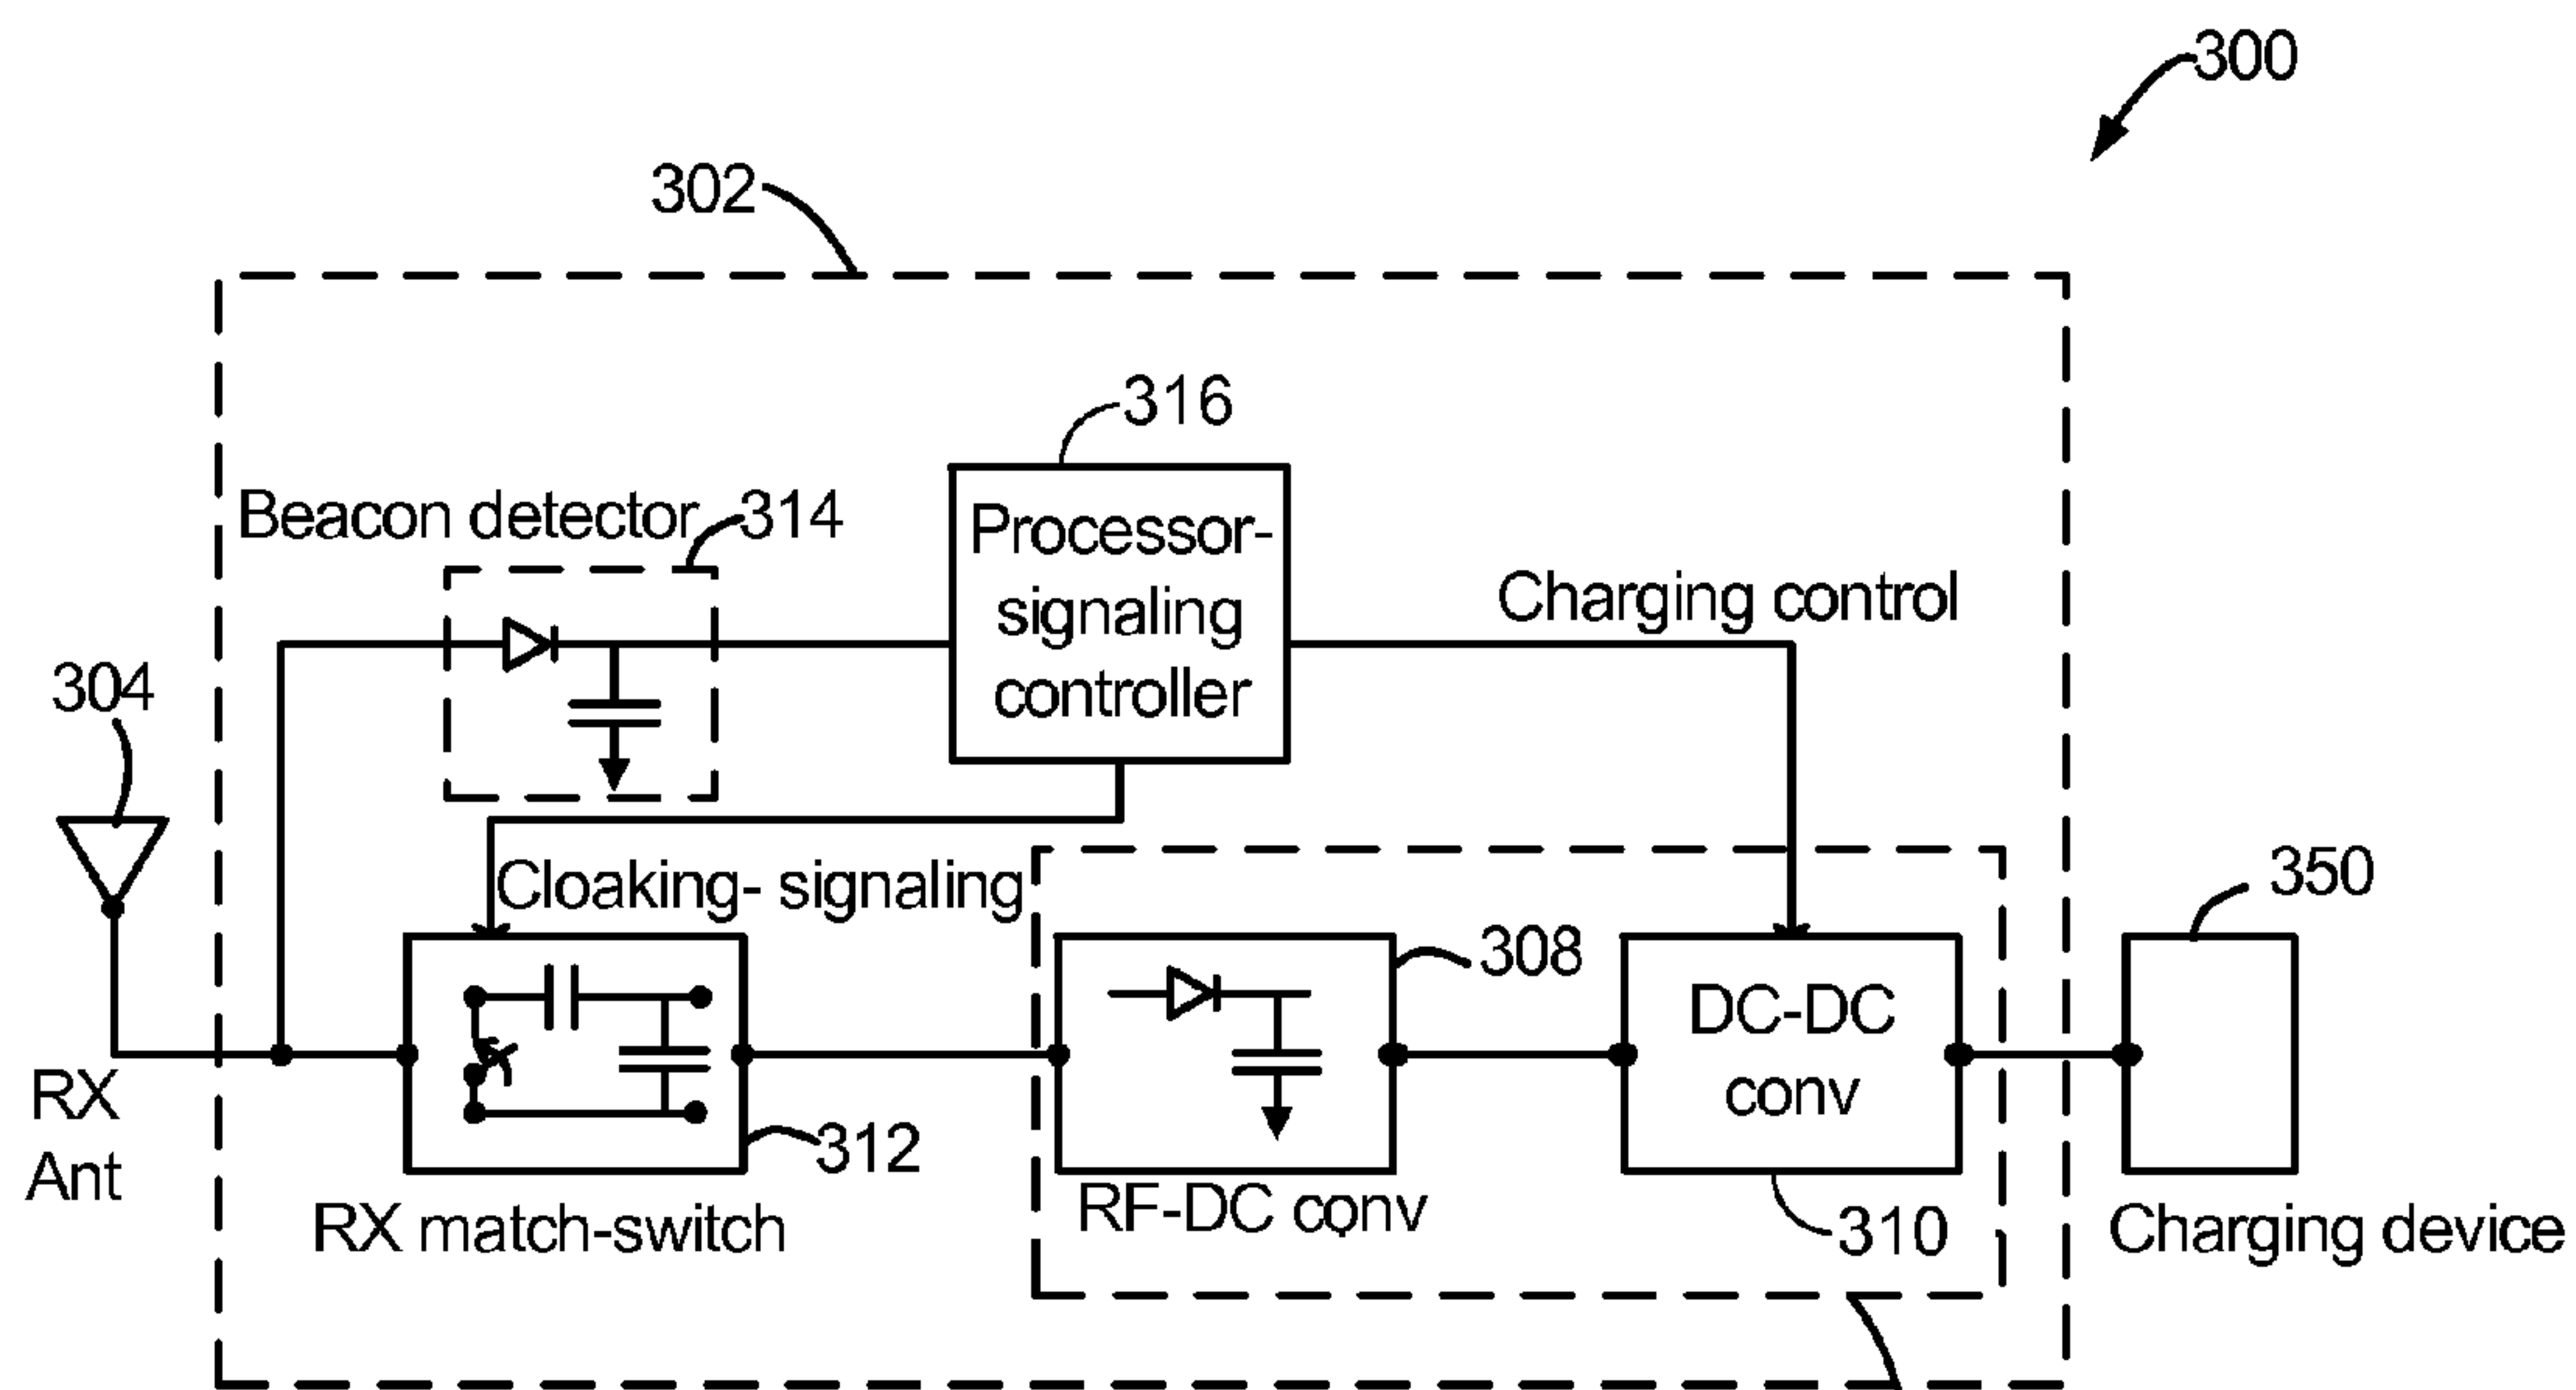 300
302
316
Beacon detector
314
Processor-
signaling
controller
Charging control
304
Cloaking- signaling
350
308
DC-DC
conv
RX
Ant
312
RX match-switch
RF-DC conv
310
Charging device